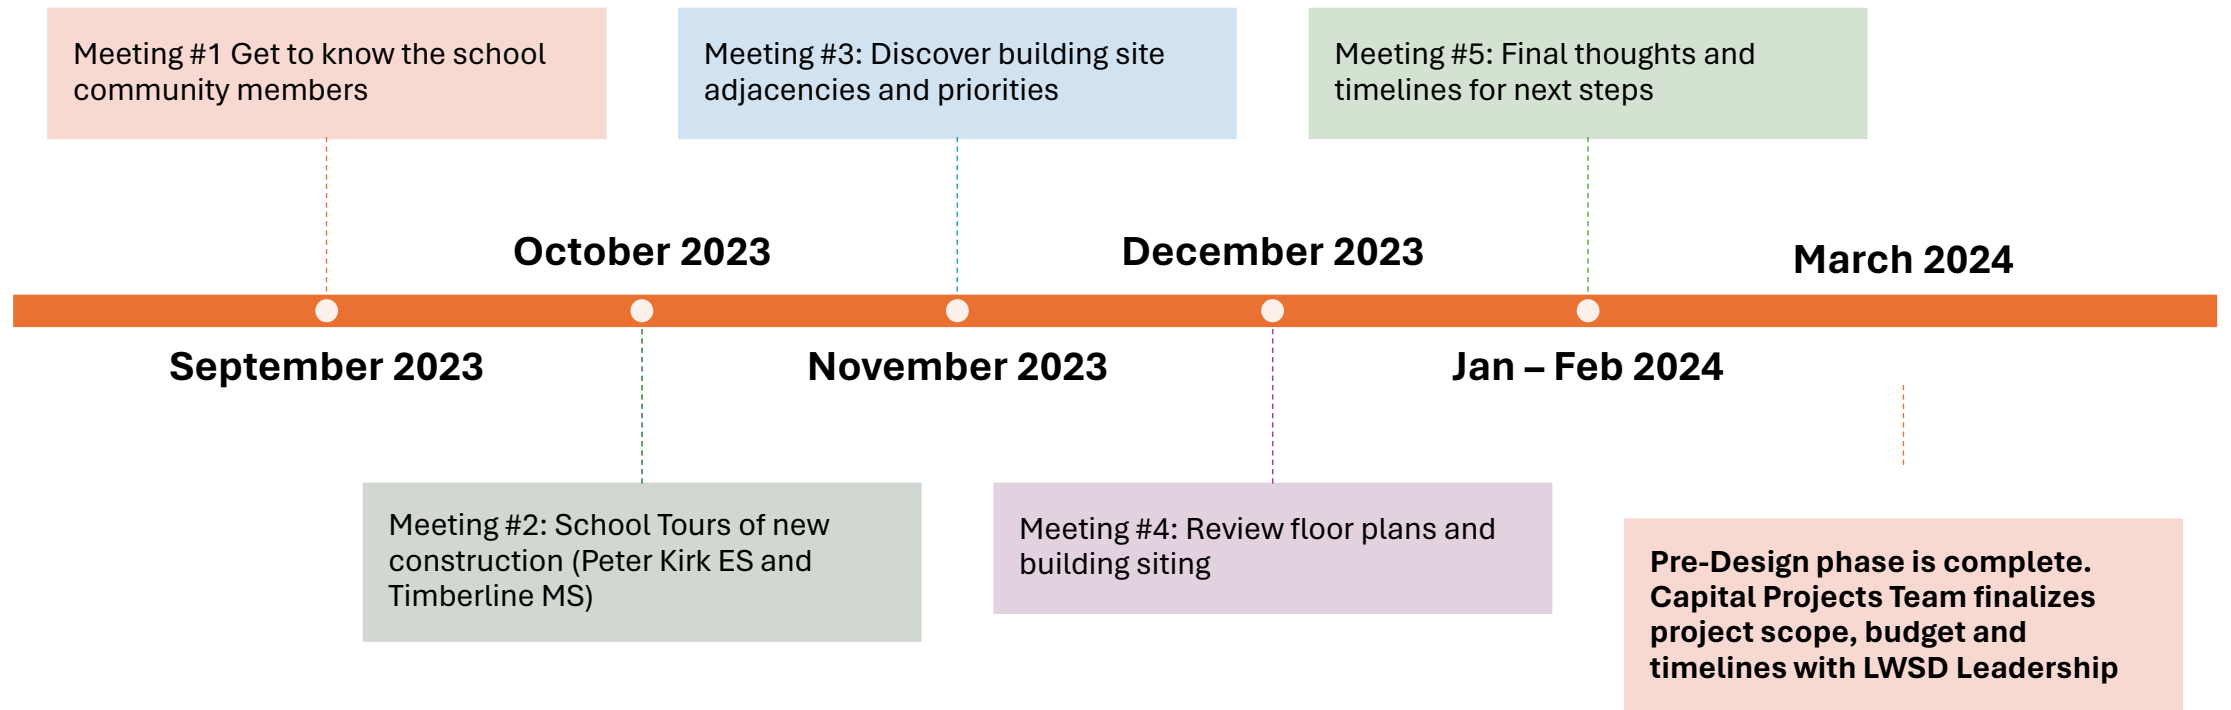 Meeting #1 Get to know the school
community members
Meeting #3: Discover building site
adjacencies and priorities
Meeting #5: Final thoughts and
timelines for next steps
October 2023
December 2023
March 2024
September 2023
November 2023
Jan – Feb 2024
Meeting #2: School Tours of new
construction (Peter Kirk ES and
Timberline MS)
Meeting #4: Review floor plans and
building siting
Pre-Design phase is complete.
Capital Projects Team finalizes
project scope, budget and
timelines with LWSD Leadership